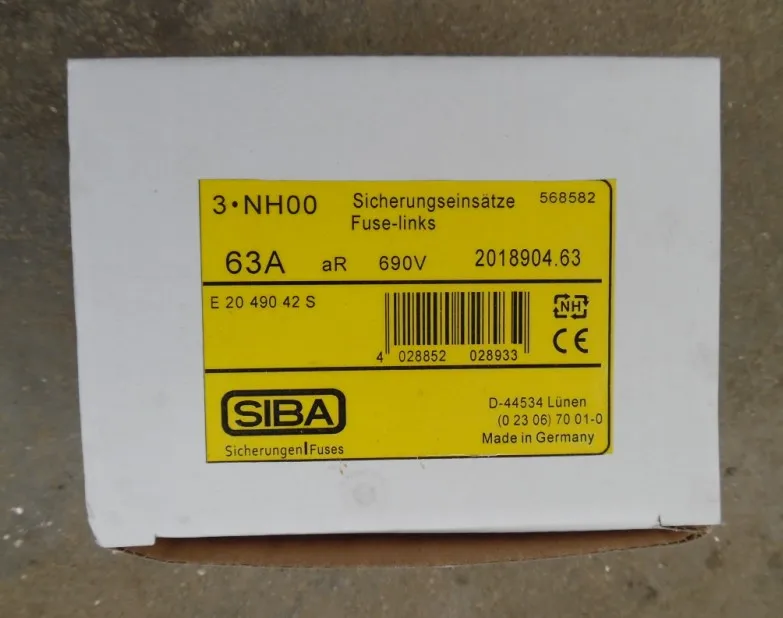 3•NH00 Sicherungseinsätze 568582
Fuse-links
63A aR 690V 2018904.63
E 20 490 42 S
NH
CE
4 028852 028933
SIBA
Sicherungen|Fuses
D-44534 Lünen
(0 23 06) 70 01-0
Made in Germany